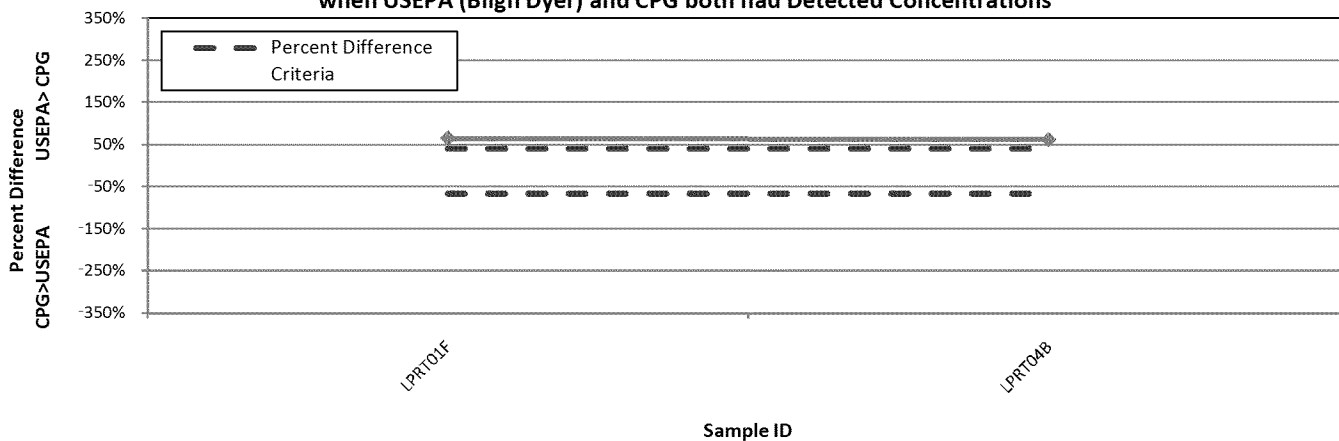 when USEPA (Bligh Dyer) and CPG both had Detected Concentrations
350%
250%
150%
50%
-50%
-150%
-250%
-350%
Percent Difference
CPG>USEPA USEPA> CPG
Percent Difference
Criteria
LPRT01F
LPRT04B
Sample ID